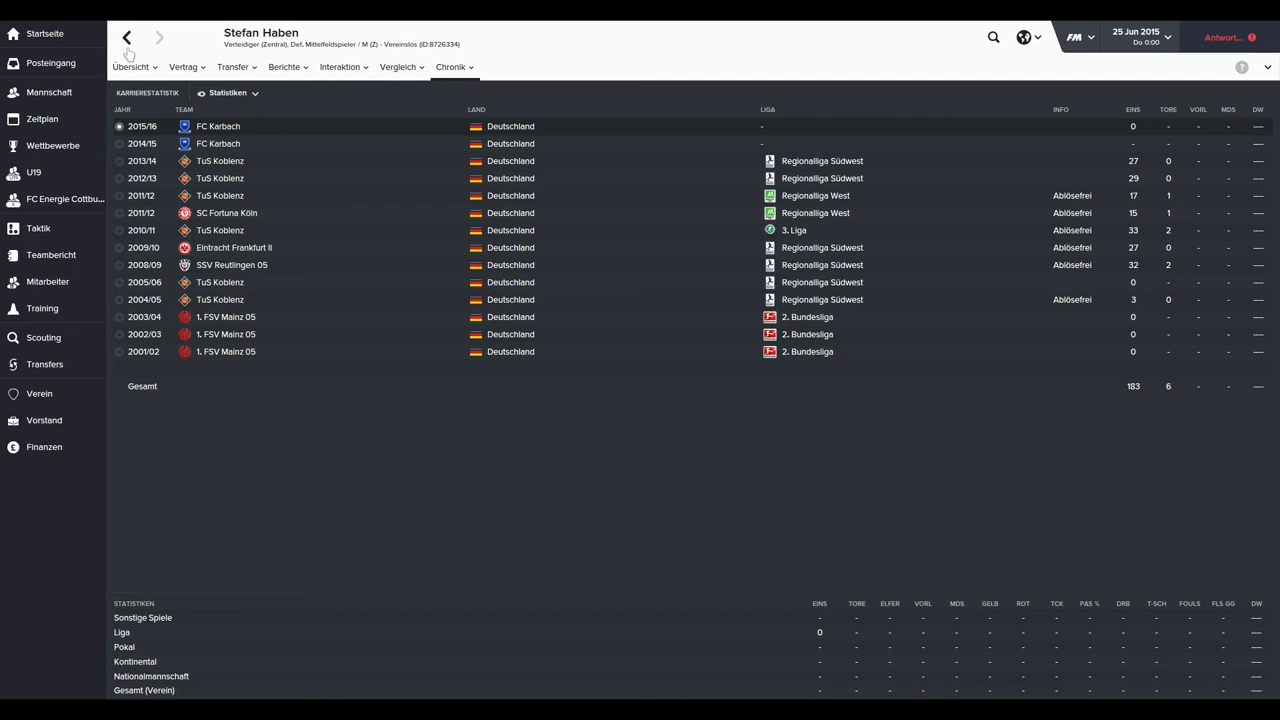 Startseite
Posteingang
Mannschaft
Zeitplan
Wettbewerbe
U19
FC Energie Cottbu...
Taktik
Teambericht
Mitarbeiter
Training
Scouting
Transfers
Verein
Vorstand
Finanzen
Stefan Haben
Verteidiger (Zentral), Def. Mittelfeldspieler / M (Z) - Vereinslos (ID:8726334)
FM
25 Jun 2015
Do 0:00
Antwort...
Übersicht Vertrag Transfer Berichte Interaktion Vergleich Chronik
KARRIERESTATISTIK Statistiken
JAHR TEAM LAND LIGA INFO EINS TORE VORL MDS DW
2015/16 FC Karbach Deutschland - 0 - - - ----
2014/15 FC Karbach Deutschland - - - - - ----
2013/14 TuS Koblenz Deutschland Regionalliga Südwest 27 0 - - ----
2012/13 TuS Koblenz Deutschland Regionalliga Südwest 29 0 - - ----
2011/12 TuS Koblenz Deutschland Regionalliga West Ablösefrei 17 1 - - ----
2011/12 SC Fortuna Köln Deutschland Regionalliga West Ablösefrei 15 1 - - ----
2010/11 TuS Koblenz Deutschland 3. Liga Ablösefrei 33 2 - - ----
2009/10 Eintracht Frankfurt II Deutschland Regionalliga Südwest Ablösefrei 27 0 - - ----
2008/09 SSV Reutlingen 05 Deutschland Regionalliga Südwest Ablösefrei 32 2 - - ----
2005/06 TuS Koblenz Deutschland Regionalliga Südwest 0 - - - ----
2004/05 TuS Koblenz Deutschland Regionalliga Südwest Ablösefrei 3 0 - - ----
2003/04 1. FSV Mainz 05 Deutschland 2. Bundesliga 0 - - - ----
2002/03 1. FSV Mainz 05 Deutschland 2. Bundesliga 0 - - - ----
2001/02 1. FSV Mainz 05 Deutschland 2. Bundesliga 0 - - - ----
Gesamt 183 6 - - ----
STATISTIKEN EINS TORE ELFER VORL MDS GELB ROT TCK PAS % DRB T-SCH FOULS FLS GG DW
Sonstige Spiele - - - - - - - - - - - - - ----
Liga 0 - - - - - - - - - - - - ----
Pokal - - - - - - - - - - - - - ----
Kontinental - - - - - - - - - - - - - ----
Nationalmannschaft - - - - - - - - - - - - - ----
Gesamt (Verein) - - - - - - - - - - - - - ----